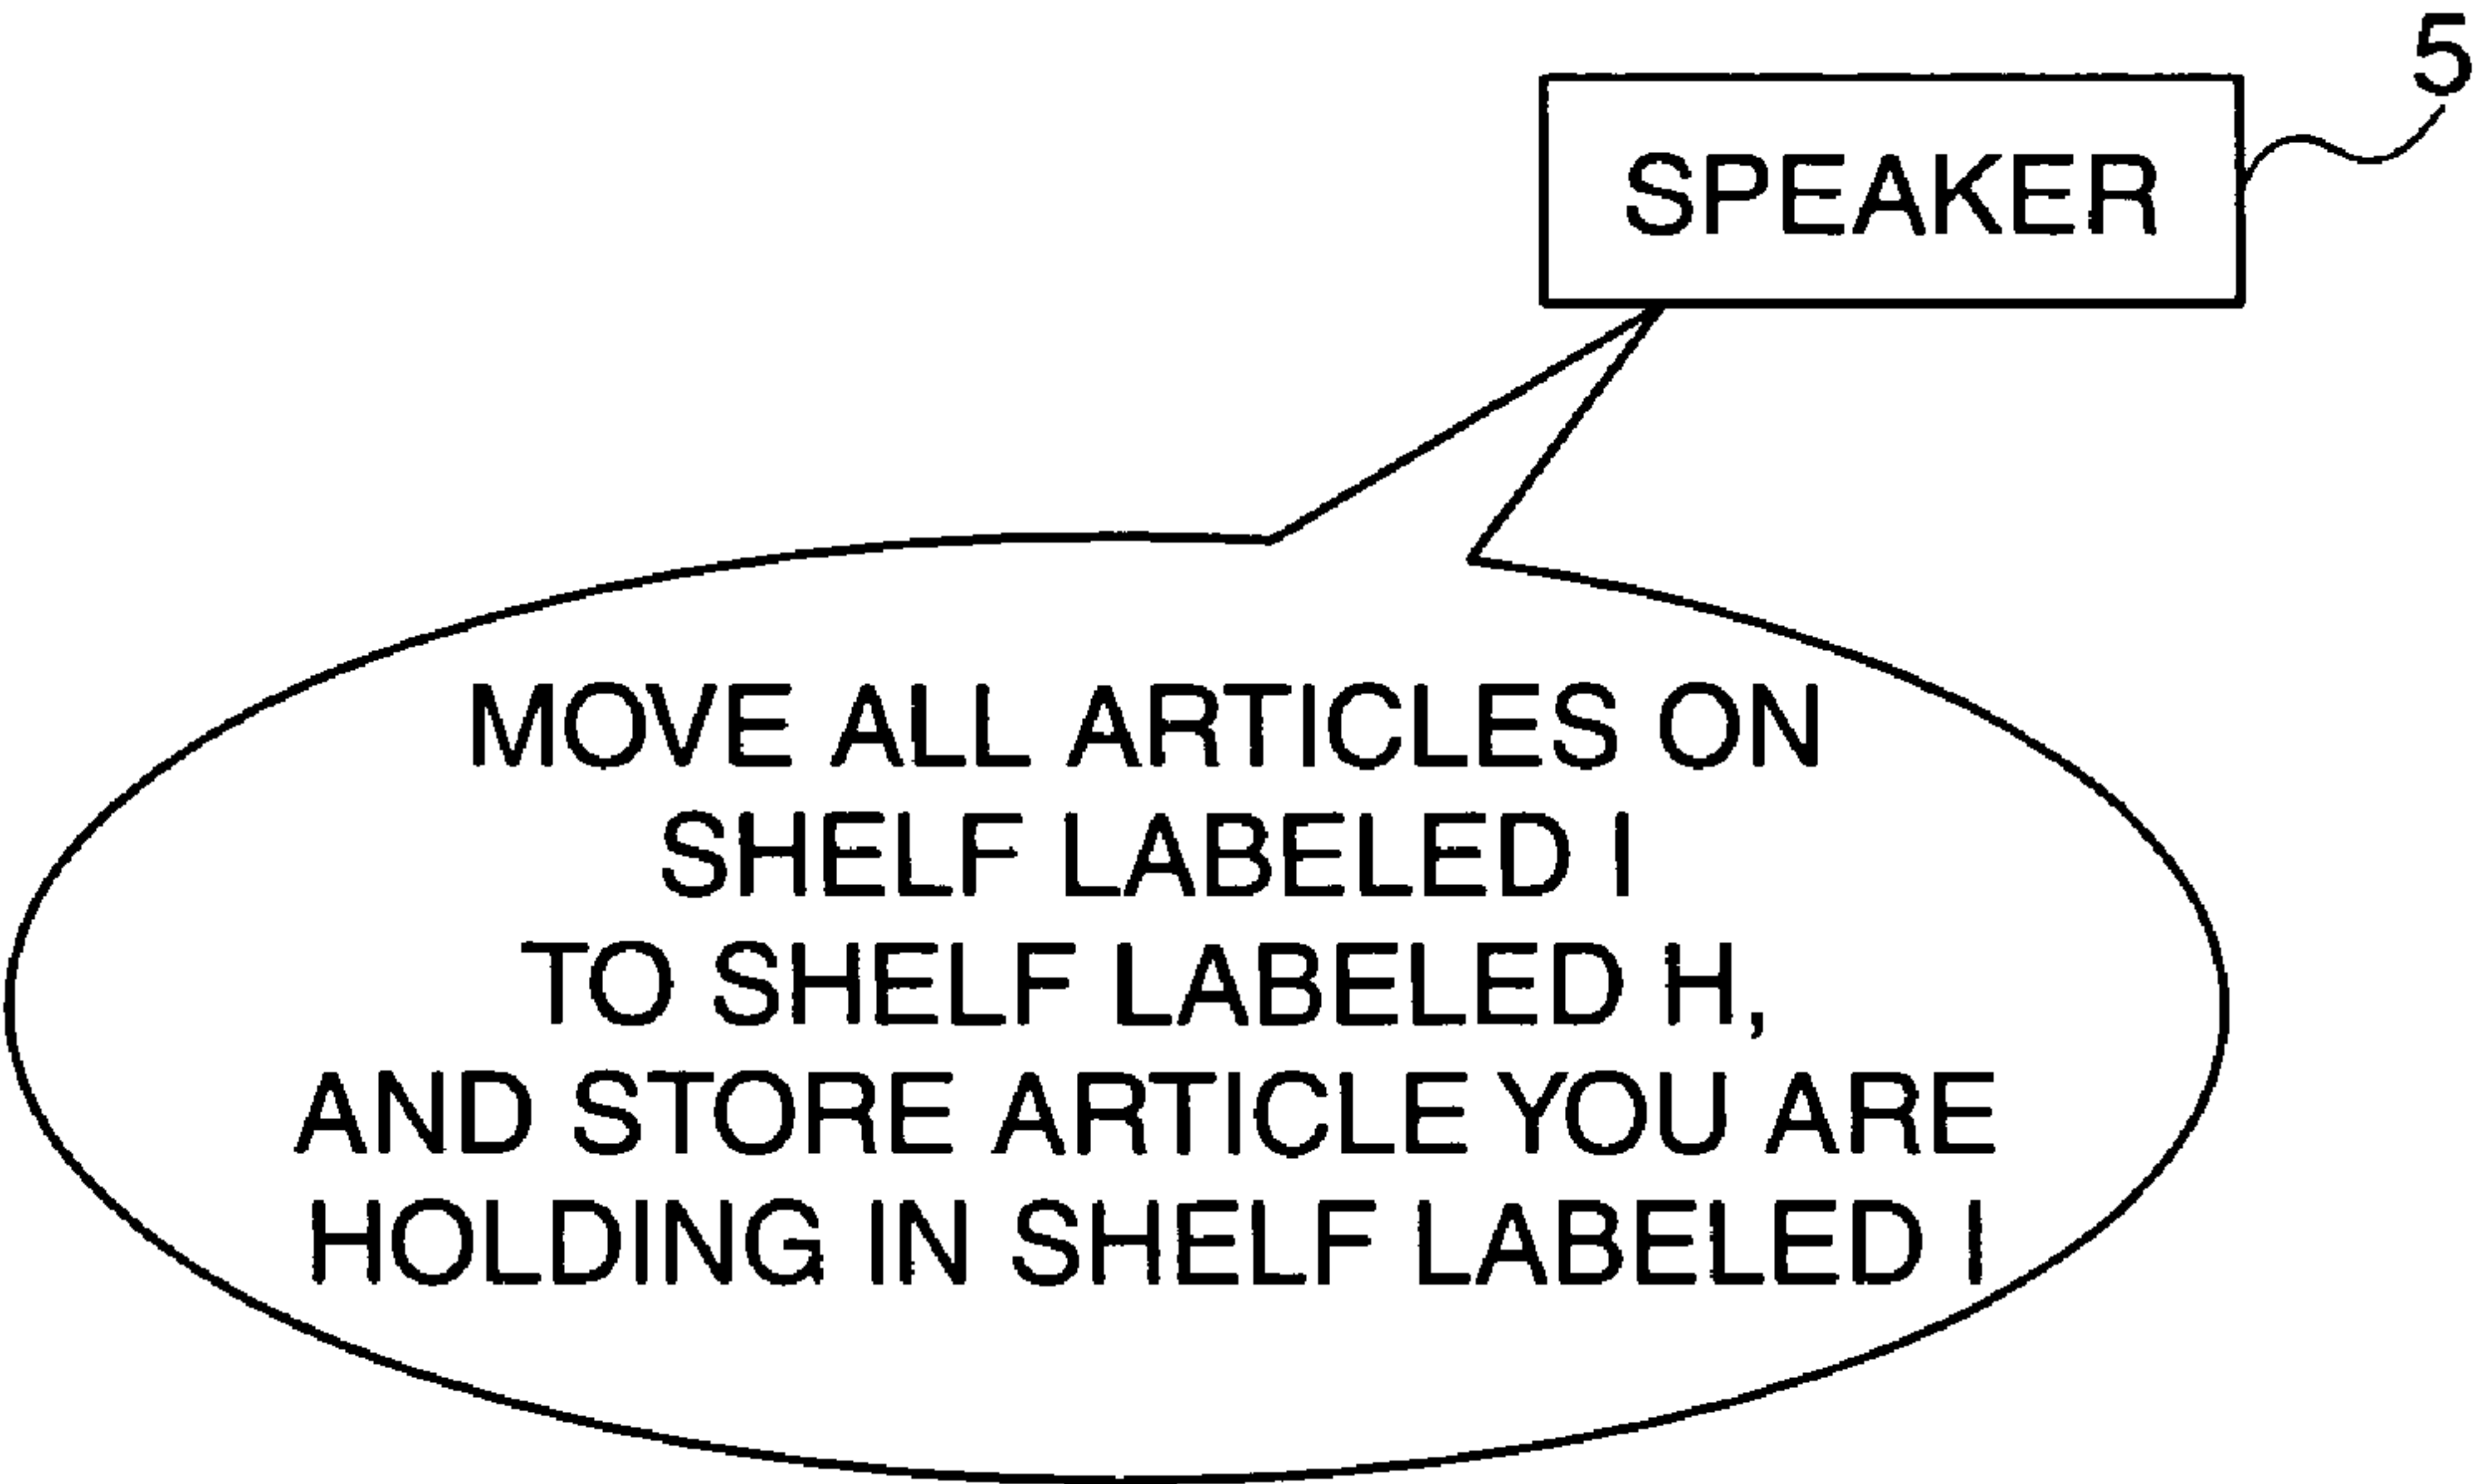 5
SPEAKER
MOVE ALL ARTICLES ON
SHELF LABELED I
TO SHELF LABELED H,
AND STORE ARTICLE YOU ARE
HOLDING IN SHELF LABELED I